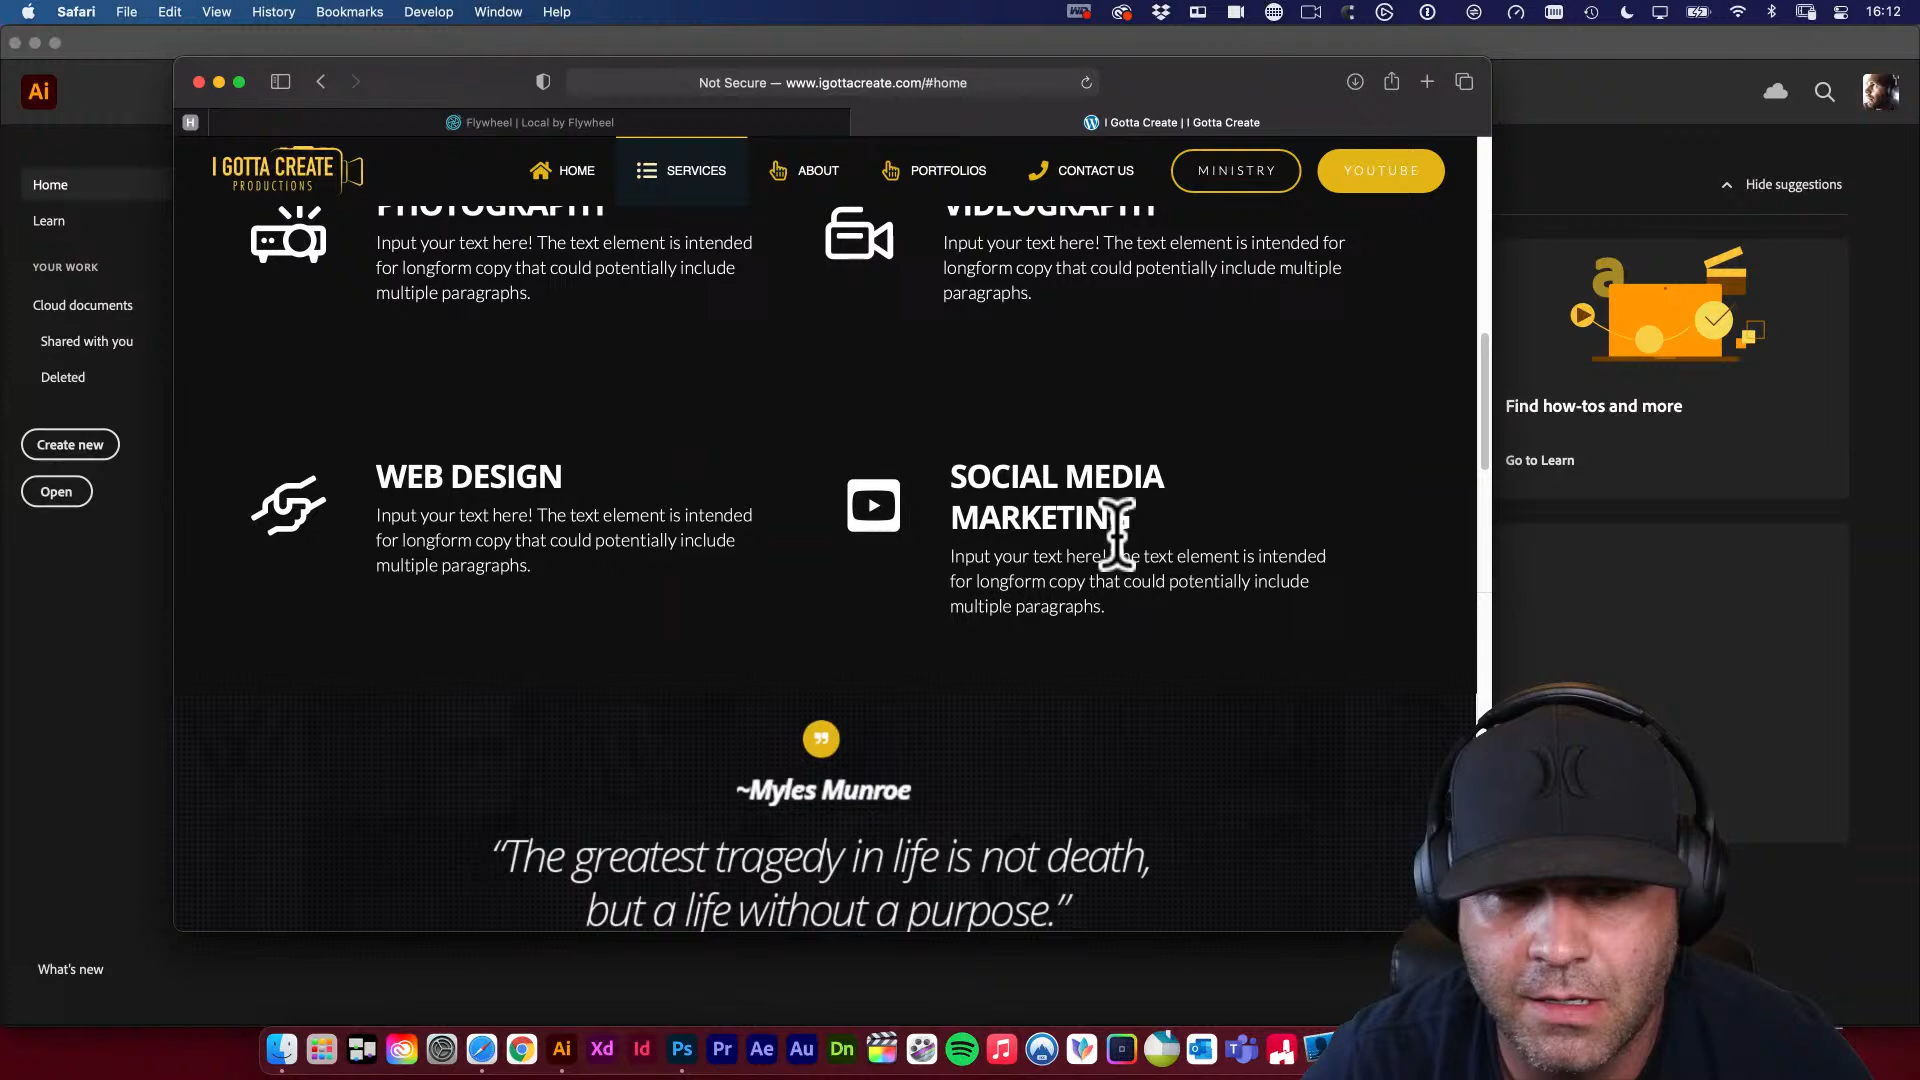 Safari File Edit View History Bookmarks Develop Window Help 16:12
Ai
Not Secure — www.igottacreate.com/#home
H
Flywheel | Local by Flywheel
I Gotta Create | I Gotta Create
I GOTTA CREATE
PRODUCTIONS
HOME
SERVICES
ABOUT
PORTFOLIOS
CONTACT US
MINISTRY
YOUTUBE
Home
Learn
YOUR WORK
Cloud documents
Shared with you
Deleted
Create new
Open
What's new
Hide suggestions
a
Find how-tos and more
Go to Learn
PHOTOGRAPHY
Input your text here! The text element is intended
for longform copy that could potentially include
multiple paragraphs.
VIDEOGRAPHY
Input your text here! The text element is intended for
longform copy that could potentially include multiple
paragraphs.
WEB DESIGN
Input your text here! The text element is intended
for longform copy that could potentially include
multiple paragraphs.
SOCIAL MEDIA
MARKETING
Input your text here! The text element is intended
for longform copy that could potentially include
multiple paragraphs.
~Myles Munroe
“The greatest tragedy in life is not death,
but a life without a purpose.”
Ai Xd Id Ps Pr Ae Au Dn